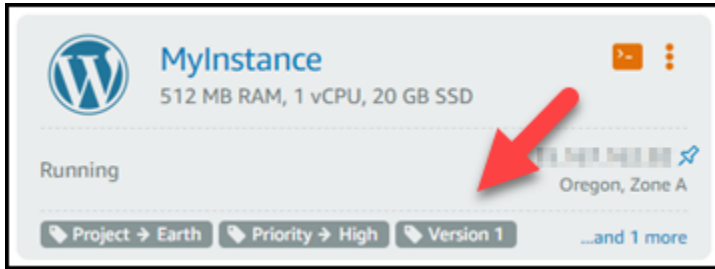 MyInstance
512 MB RAM, 1 vCPU, 20 GB SSD
Running
Oregon, Zone A
Project → Earth
Priority → High
Version 1
...and 1 more